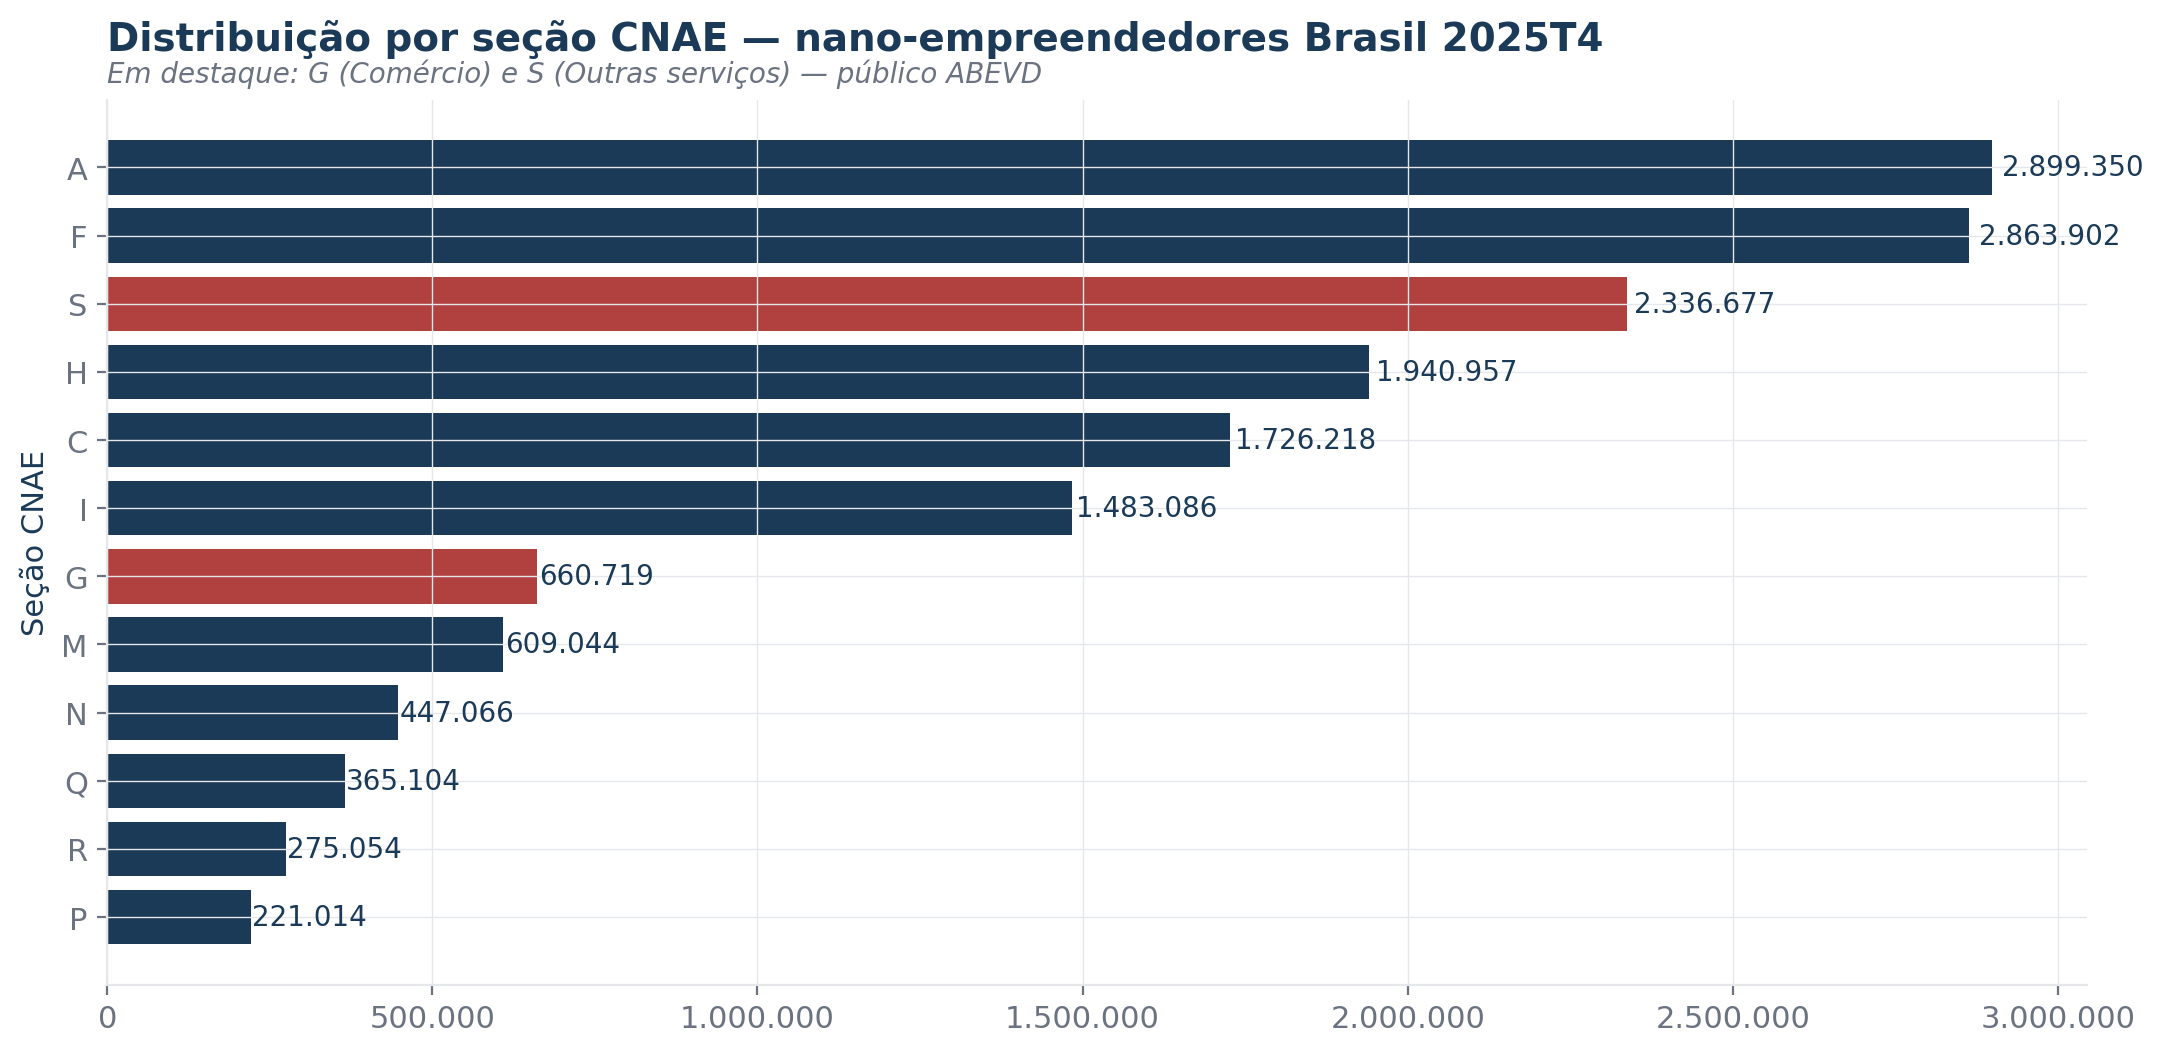 Distribuição por seção CNAE — nano-empreendedores Brasil 2025T4
Em destaque: G (Comércio) e S (Outras serviços) — público ABEVD
Seção CNAE
A 2.899.350
F 2.863.902
S 2.336.677
H 1.940.957
C 1.726.218
I 1.483.086
G 660.719
M 609.044
N 447.066
Q 365.104
R 275.054
P 221.014
0 500.000 1.000.000 1.500.000 2.000.000 2.500.000 3.000.000